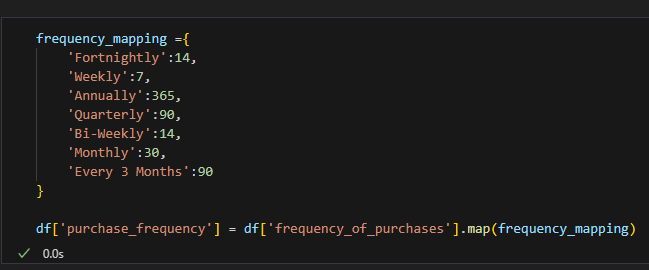 frequency_mapping ={
    'Fortnightly':14,
    'Weekly':7,
    'Annually':365,
    'Quarterly':90,
    'Bi-Weekly':14,
    'Monthly':30,
    'Every 3 Months':90
}
df['purchase_frequency'] = df['frequency_of_purchases'].map(frequency_mapping)
✓ 0.0s